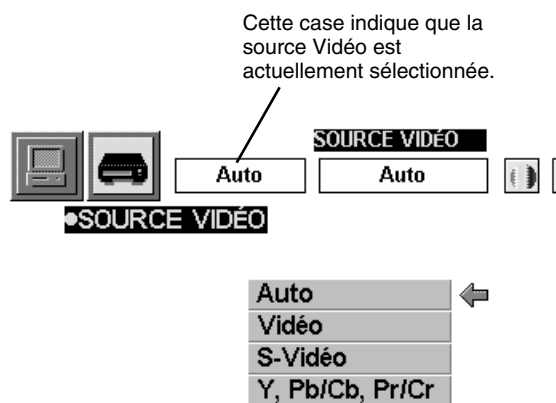 Cette case indique que la
source Vidéo est
actuellement sélectionnée.
SOURCE VIDÉO
Auto
Auto
●SOURCE VIDÉO
Auto
Vidéo
S-Vidéo
Y, Pb/Cb, Pr/Cr